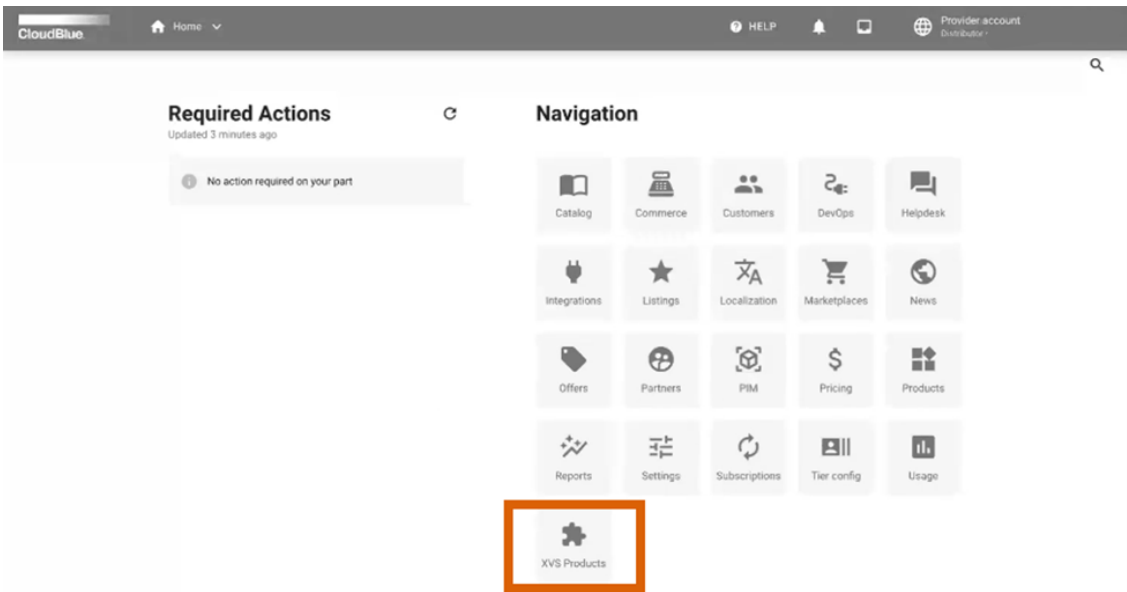 CloudBlue
Home
HELP
Provider account
Distributor
Required Actions
Updated 3 minutes ago
No action required on your part
Navigation
Catalog
Commerce
Customers
DevOps
Helpdesk
Integrations
Listings
Localization
Marketplaces
News
Offers
Partners
PIM
Pricing
Products
Reports
Settings
Subscriptions
Tier config
Usage
XVS Products